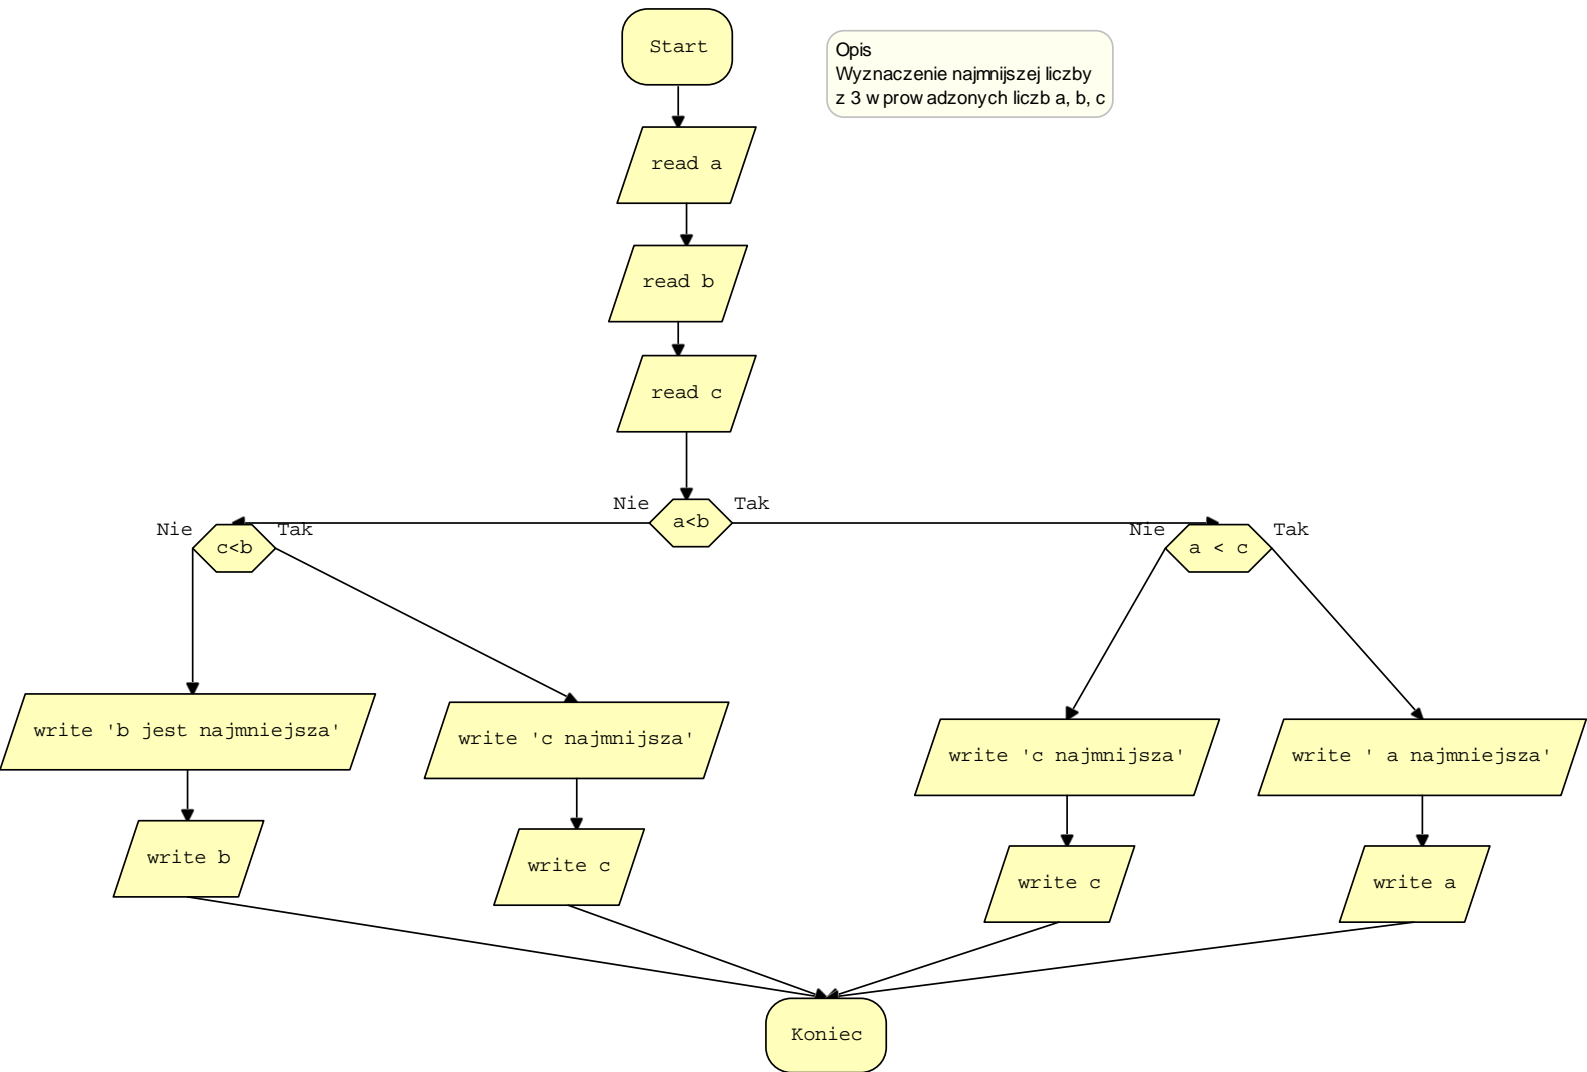 Start
Opis
Wyznaczenie najmnijszej liczby
z 3 wprowadzonych liczb a, b, c
read a
read b
read c
a<b
Nie
Tak
c<b
Nie
Tak
a < c
Nie
Tak
write 'b jest najmniejsza'
write 'c najmnijsza'
write 'c najmnijsza'
write ' a najmniejsza'
write b
write c
write c
write a
Koniec